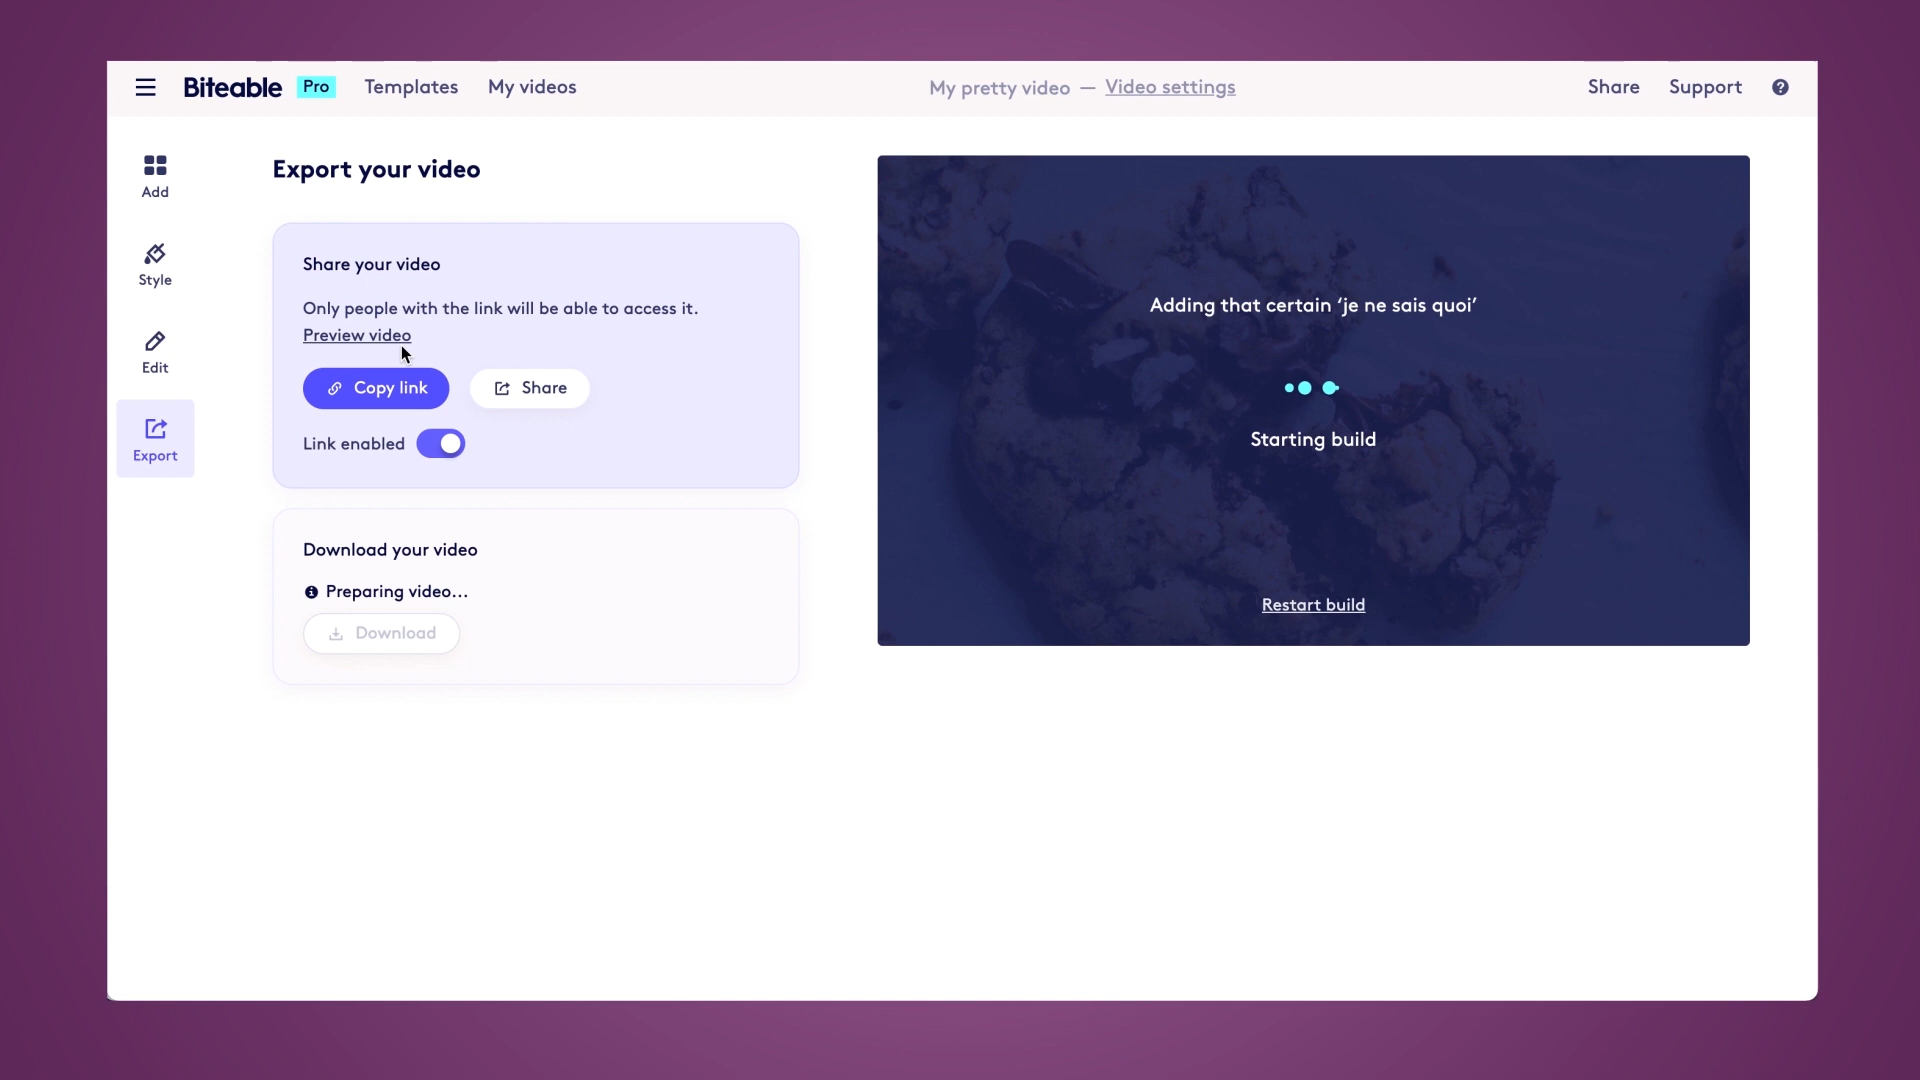 Biteable Pro Templates My videos My pretty video — Video settings Share Support ?
Add
Style
Edit
Export
Export your video
Share your video
Only people with the link will be able to access it.
Preview video
Copy link Share
Link enabled
Download your video
Preparing video...
Download
Adding that certain ‘je ne sais quoi’
Starting build
Restart build